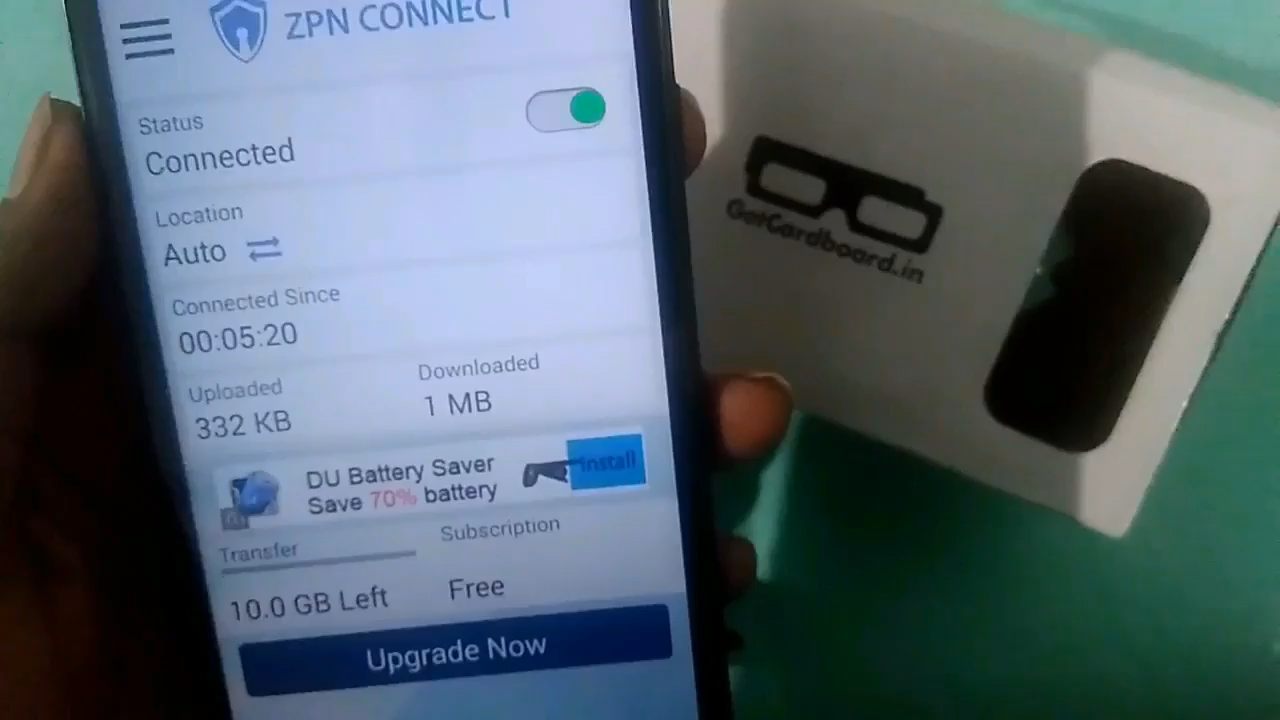 ZPN CONNECT
Status
Connected
Location
Auto
Connected Since
00:05:20
Uploaded
332 KB
Downloaded
1 MB
DU Battery Saver
Save 70% battery
Install
Transfer
10.0 GB Left
Subscription
Free
Upgrade Now
GetCardboard.in